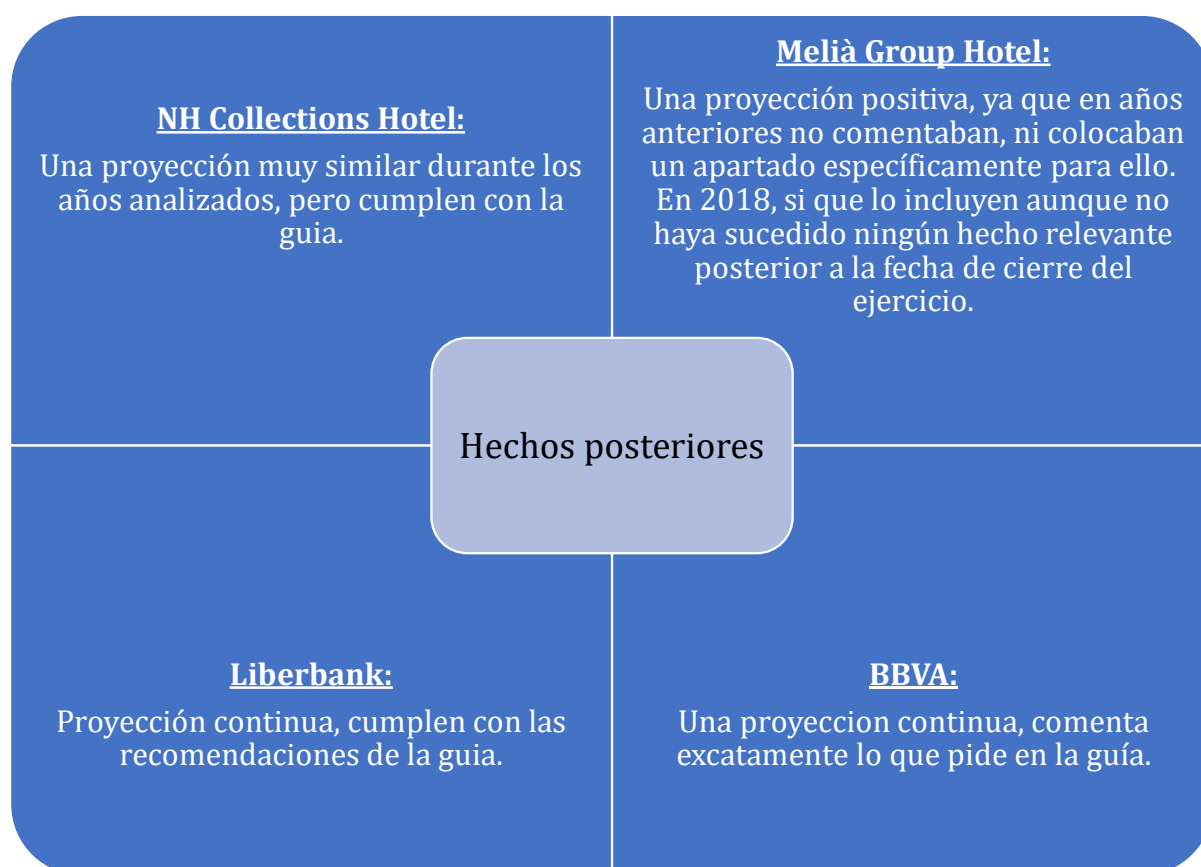 NH Collections Hotel:
Una proyección muy similar durante los
años analizados, pero cumplen con la
guia.
Melià Group Hotel:
Una proyección positiva, ya que en años
anteriores no comentaban, ni colocaban
un apartado específicamente para ello.
En 2018, si que lo incluyen aunque no
haya sucedido ningún hecho relevante
posterior a la fecha de cierre del
ejercicio.
Hechos posteriores
Liberbank:
Proyección continua, cumplen con las
recomendaciones de la guia.
BBVA:
Una proyeccion continua, comenta
excatamente lo que pide en la guía.